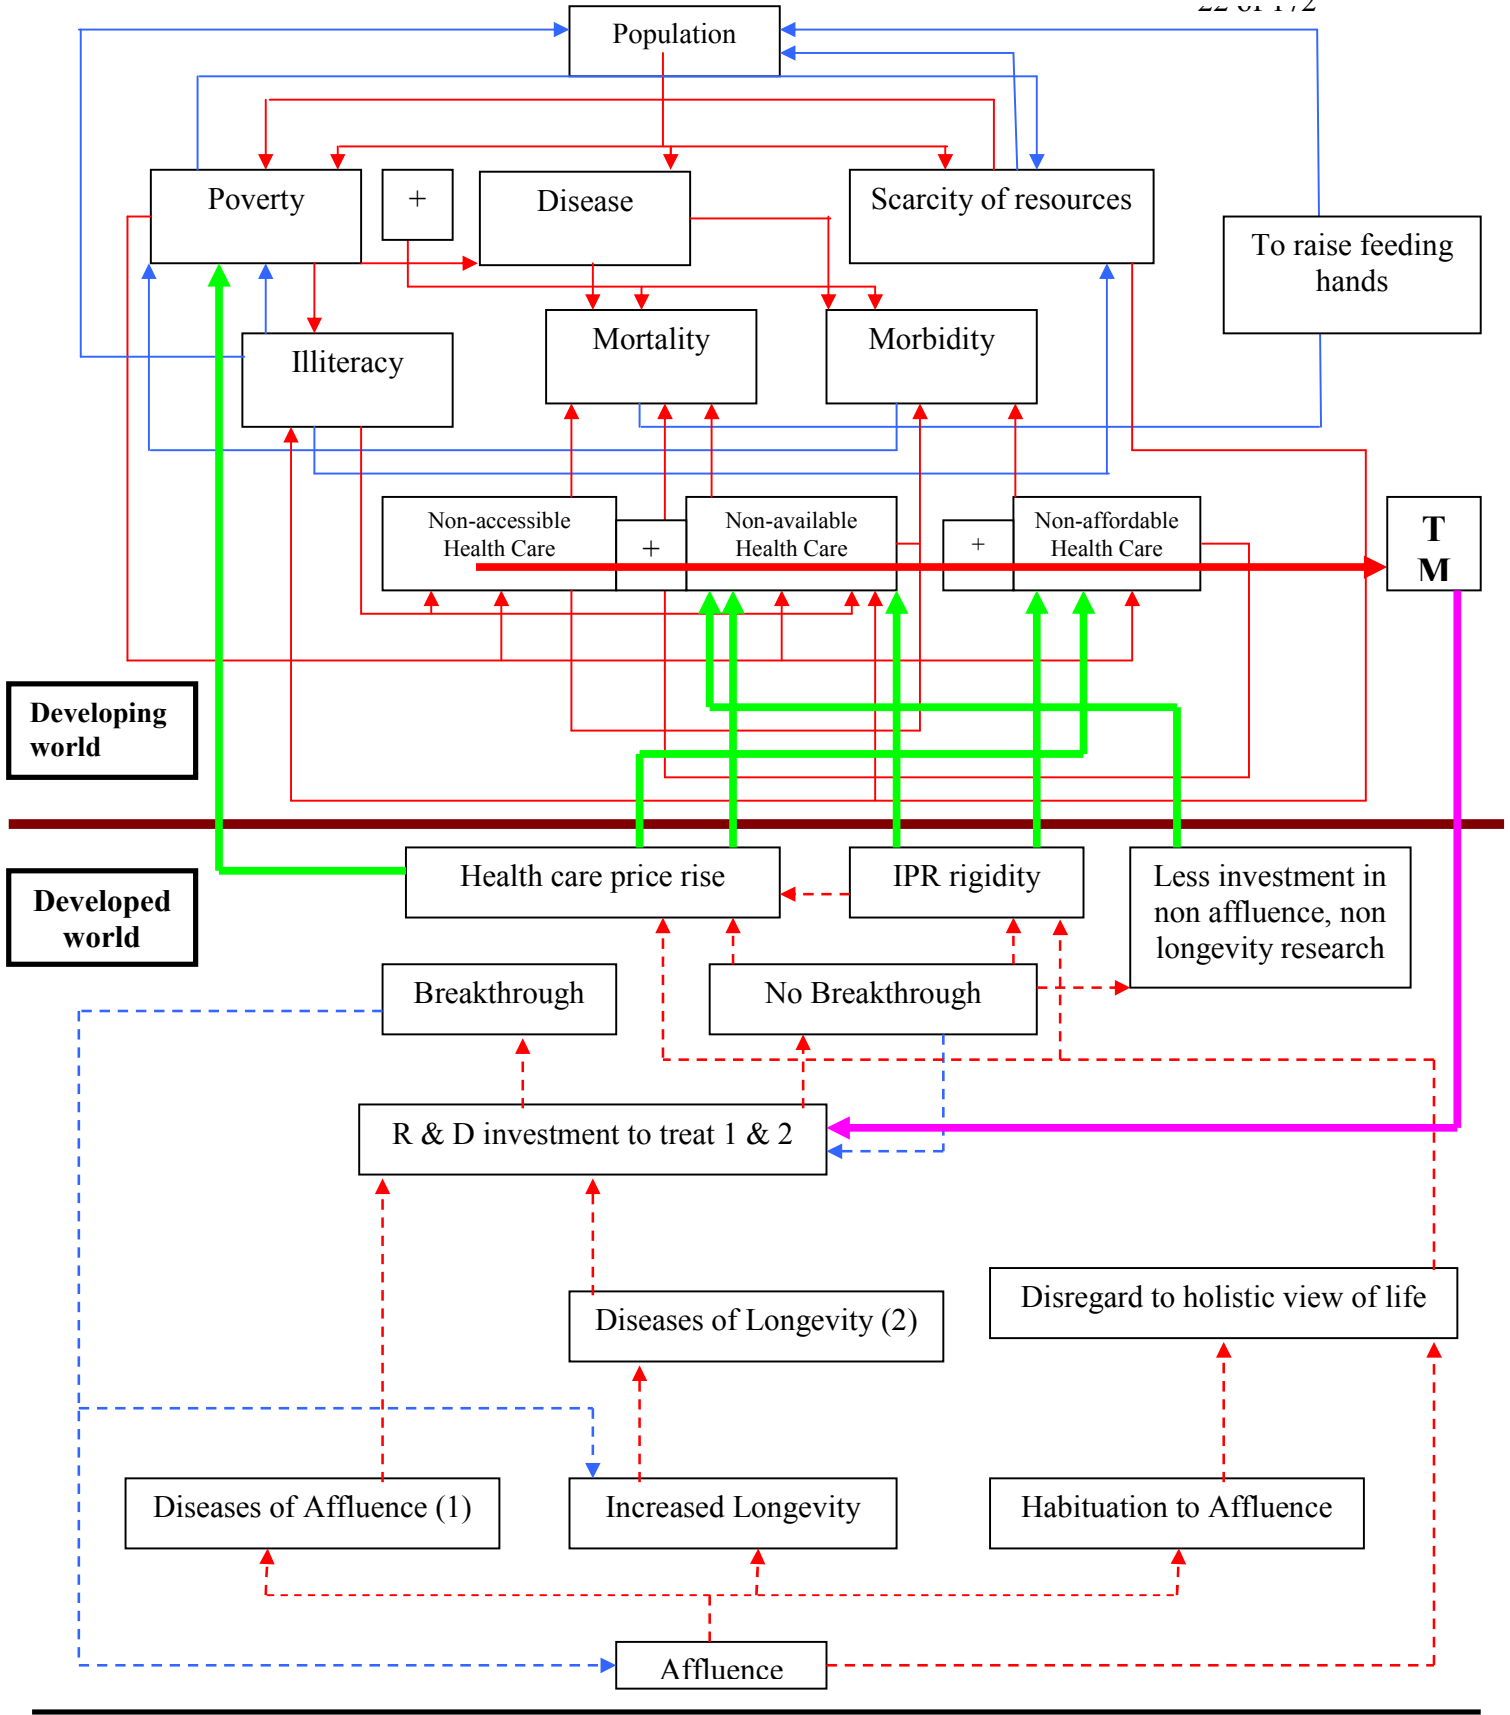 Population
Poverty
+
Disease
Scarcity of resources
To raise feeding
hands
Illiteracy
Mortality
Morbidity
Non-accessible
Health Care
+
Non-available
Health Care
+
Non-affordable
Health Care
T
M
Developing
world
Developed
world
Health care price rise
IPR rigidity
Less investment in
non affluence, non
longevity research
Breakthrough
No Breakthrough
R & D investment to treat 1 & 2
Diseases of Longevity (2)
Disregard to holistic view of life
Diseases of Affluence (1)
Increased Longevity
Habituation to Affluence
Affluence